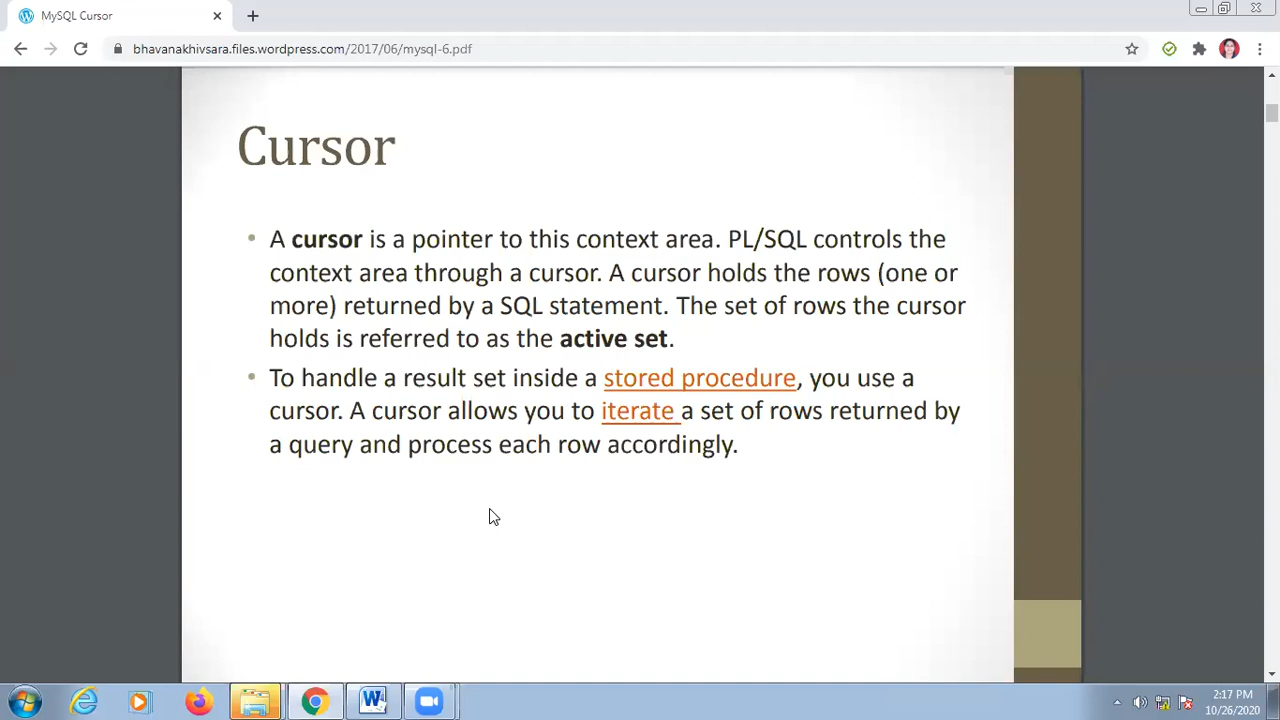 MySQL Cursor
bhavanakhivsara.files.wordpress.com/2017/06/mysql-6.pdf
Cursor
• A cursor is a pointer to this context area. PL/SQL controls the
context area through a cursor. A cursor holds the rows (one or
more) returned by a SQL statement. The set of rows the cursor
holds is referred to as the active set.
• To handle a result set inside a stored procedure, you use a
cursor. A cursor allows you to iterate a set of rows returned by
a query and process each row accordingly.
2:17 PM
10/26/2020